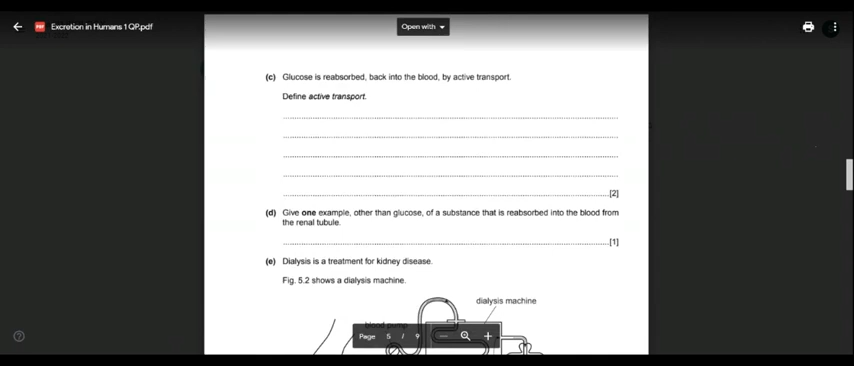 Excretion in Humans 1 QP.pdf
Open with
(c) Glucose is reabsorbed, back into the blood, by active transport.
Define active transport.
[2]
(d) Give one example, other than glucose, of a substance that is reabsorbed into the blood from
the renal tubule.
[1]
(e) Dialysis is a treatment for kidney disease.
Fig. 5.2 shows a dialysis machine.
dialysis machine
blood pump
Page 5 / 9